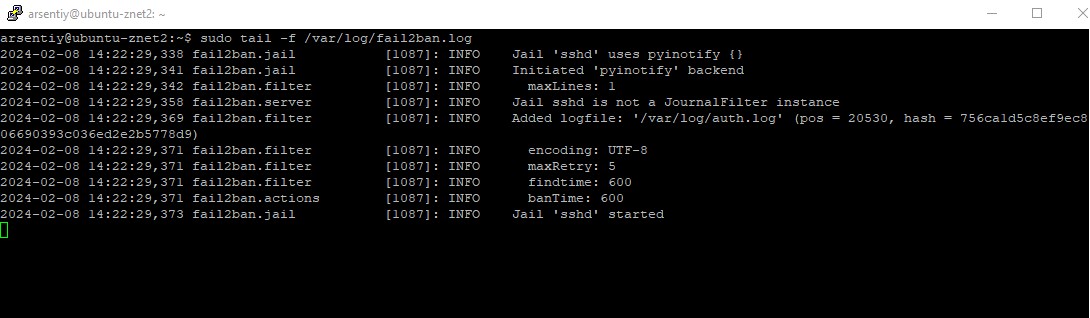 arsentiy@ubuntu-znet2: ~
arsentiy@ubuntu-znet2:~$ sudo tail -f /var/log/fail2ban.log
2024-02-08 14:22:29,338 fail2ban.jail           [1087]: INFO    Jail 'sshd' uses pyinotify {}
2024-02-08 14:22:29,341 fail2ban.jail           [1087]: INFO    Initiated 'pyinotify' backend
2024-02-08 14:22:29,342 fail2ban.filter         [1087]: INFO      maxLines: 1
2024-02-08 14:22:29,358 fail2ban.server         [1087]: INFO    Jail sshd is not a JournalFilter instance
2024-02-08 14:22:29,369 fail2ban.filter         [1087]: INFO    Added logfile: '/var/log/auth.log' (pos = 20530, hash = 756ca1d5c8ef9ec8
06690393c036ed2e2b5778d9)
2024-02-08 14:22:29,371 fail2ban.filter         [1087]: INFO      encoding: UTF-8
2024-02-08 14:22:29,371 fail2ban.filter         [1087]: INFO      maxRetry: 5
2024-02-08 14:22:29,371 fail2ban.filter         [1087]: INFO      findtime: 600
2024-02-08 14:22:29,371 fail2ban.actions        [1087]: INFO      banTime: 600
2024-02-08 14:22:29,373 fail2ban.jail           [1087]: INFO    Jail 'sshd' started